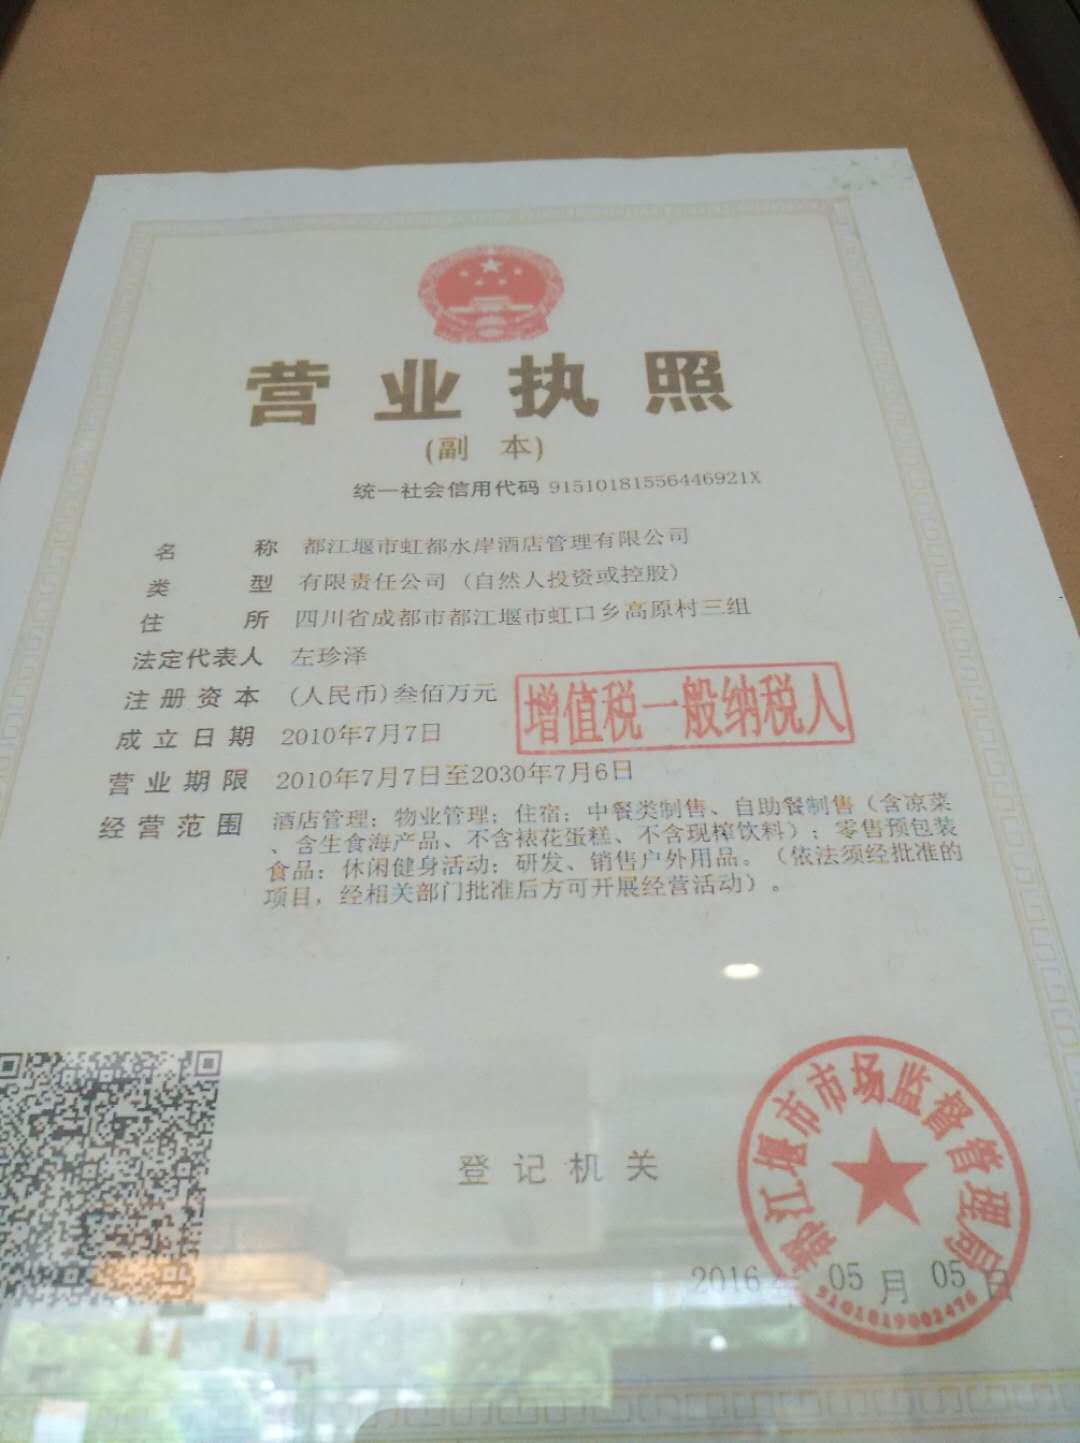 营业执照
(副 本)
统一社会信用代码 91510181556446921X
名 称 都江堰市虹都水岸酒店管理有限公司
类 型 有限责任公司（自然人投资或控股）
住 所 四川省成都市都江堰市虹口乡高原村三组
法定代表人 左珍泽
注册资本 (人民币)叁佰万元
增值税一般纳税人
成立日期 2010年7月7日
营业期限 2010年7月7日至2030年7月6日
经营范围 酒店管理；物业管理；住宿；中餐类制售、自助餐制售（含凉菜
、含生食海产品、不含裱花蛋糕、不含现榨饮料）；零售预包装
食品；休闲健身活动；研发、销售户外用品。（依法须经批准的
项目，经相关部门批准后方可开展经营活动）。
登记机关
都江堰市市场监督管理局
2016年05月05日
5101819002476